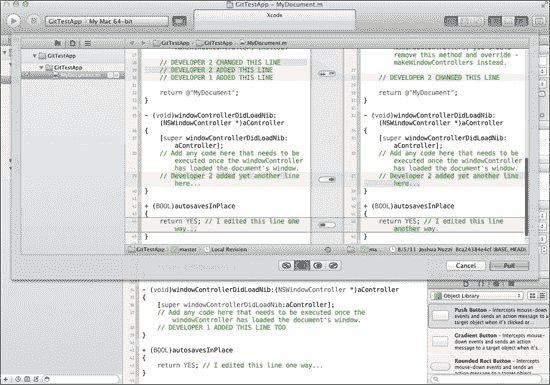 GitTestApp — MyDocument.m
GitTestApp
My Mac 64-bit
Xcode
GitTestApp
GitTestApp
MyDocument.m
GitTestApp
GitTestApp
MyDocument.m
// DEVELOPER 2 CHANGED THIS LINE
// DEVELOPER 2 ADDED THIS LINE
// DEVELOPER 1 ADDED THIS LINE
return @"MyDocument";
}
- (void)windowControllerDidLoadNib:
(NSWindowController *)aController
{
[super windowControllerDidLoadNib:
aController];
// Add any code here that needs to be
executed once the windowController
has loaded the document's window.
// Developer 2 added yet another line
here...
}
+ (BOOL)autosavesInPlace
{
return YES; // I edited this line one
way...
}
GitTestApp
master
Local Revision
remove this method and override -
makeWindowControllers instead.
// DEVELOPER 2 CHANGED THIS LINE
return @"MyDocument";
}
- (void)windowControllerDidLoadNib:
(NSWindowController *)aController
{
[super windowControllerDidLoadNib:
aController];
// Add any code here that needs to be
executed once the windowController
has loaded the document's window.
// Developer 2 added yet another line
here...
}
+ (BOOL)autosavesInPlace
{
return YES; // I edited this line
another way.
}
ma...
8/5/11 Joshua Nozzi
(BASE, HEAD)
Cancel
Pull
- (void)windowControllerDidLoadNib:(NSWindowController *)aController
{
[super windowControllerDidLoadNib:aController];
// Add any code here that needs to be executed once the
windowController has loaded the document's window.
// DEVELOPER 1 ADDED THIS LINE TOO
}
+ (BOOL)autosavesInPlace
{
return YES; // I edited this line one way...
}
Object Library
Push Button - Intercepts mouse-down
events and sends an action message to a
target object when it's clicked or...
Gradient Button - Intercepts mouse-
down events and sends an action
message to a target object when it's...
Rounded Rect Button - Intercepts